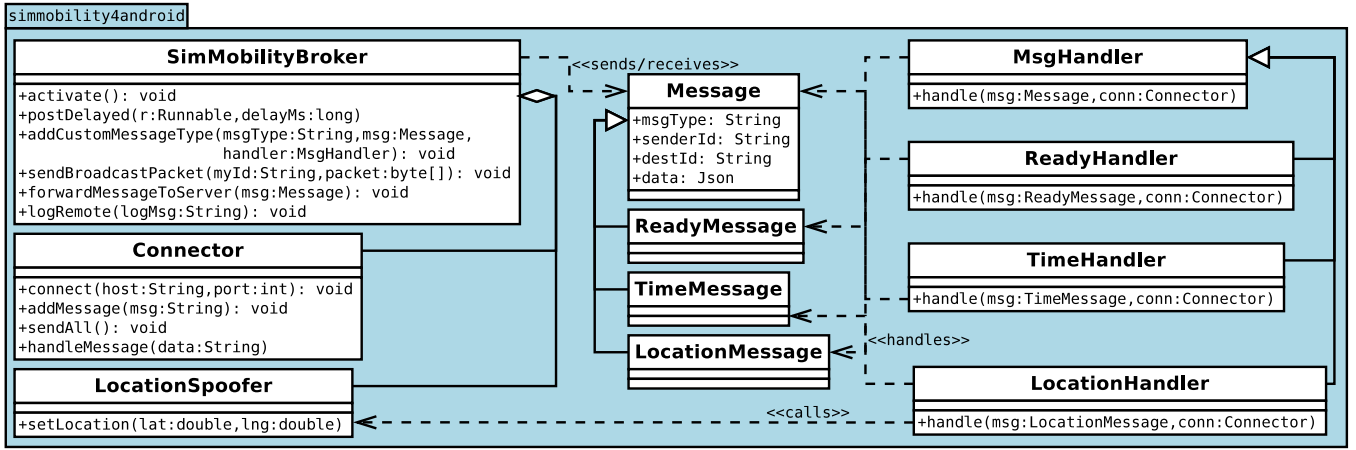 simmobility4android
SimMobilityBroker
+activate(): void
+postDelayed(r:Runnable,delayMs:long)
+addCustomMessageType(msgType:String,msg:Message,
handler:MsgHandler): void
+sendBroadcastPacket(myId:String,packet:byte[]): void
+forwardMessageToServer(msg:Message): void
+logRemote(logMsg:String): void
Connector
+connect(host:String,port:int): void
+addMessage(msg:String): void
+sendAll(): void
+handleMessage(data:String)
LocationSpoofer
+setLocation(lat:double,lng:double)
<<sends/receives>>
Message
+msgType: String
+senderId: String
+destId: String
+data: Json
ReadyMessage
TimeMessage
LocationMessage
<<handles>>
<<calls>>
MsgHandler
+handle(msg:Message,conn:Connector)
ReadyHandler
+handle(msg:ReadyMessage,conn:Connector)
TimeHandler
+handle(msg:TimeMessage,conn:Connector)
LocationHandler
+handle(msg:LocationMessage,conn:Connector)